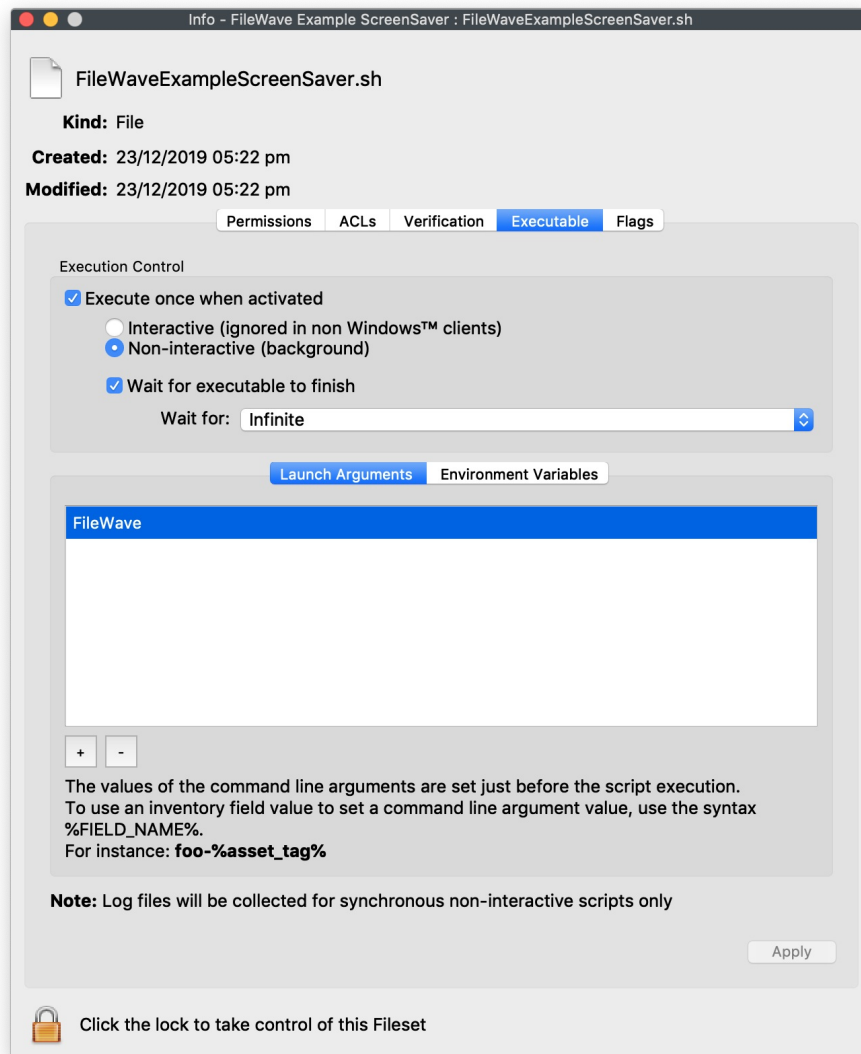 Info - FileWave Example ScreenSaver : FileWaveExampleScreenSaver.sh
FileWaveExampleScreenSaver.sh
Kind: File
Created: 23/12/2019 05:22 pm
Modified: 23/12/2019 05:22 pm
Permissions ACLs Verification Executable Flags
Execution Control
Execute once when activated
Interactive (ignored in non Windows™ clients)
Non-interactive (background)
Wait for executable to finish
Wait for: Infinite
Launch Arguments Environment Variables
FileWave
+ -
The values of the command line arguments are set just before the script execution.
To use an inventory field value to set a command line argument value, use the syntax
%FIELD_NAME%.
For instance: foo-%asset_tag%
Note: Log files will be collected for synchronous non-interactive scripts only
Apply
Click the lock to take control of this Fileset